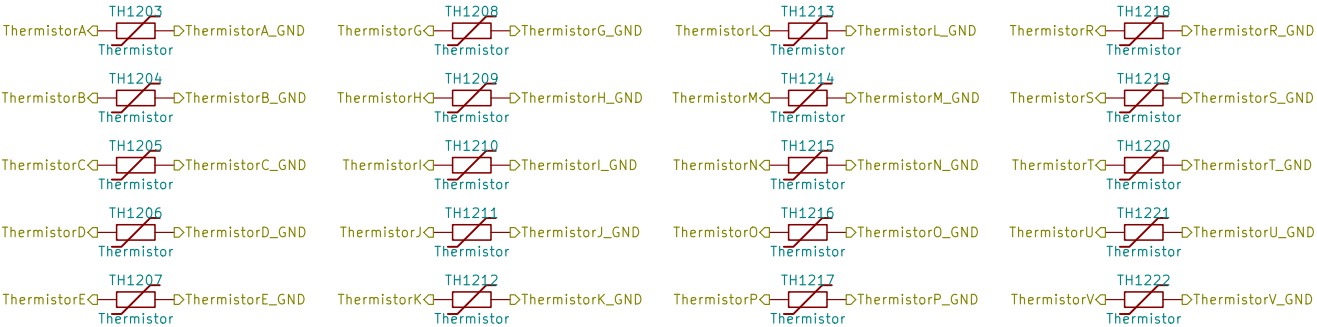 TH1203 TH1208 TH1213 TH1218
ThermistorA ThermistorA_GND ThermistorG ThermistorG_GND ThermistorL ThermistorL_GND ThermistorR ThermistorR_GND
Thermistor Thermistor Thermistor Thermistor
TH1204 TH1209 TH1214 TH1219
ThermistorB ThermistorB_GND ThermistorH ThermistorH_GND ThermistorM ThermistorM_GND ThermistorS ThermistorS_GND
Thermistor Thermistor Thermistor Thermistor
TH1205 TH1210 TH1215 TH1220
ThermistorC ThermistorC_GND ThermistorI ThermistorI_GND ThermistorN ThermistorN_GND ThermistorT ThermistorT_GND
Thermistor Thermistor Thermistor Thermistor
TH1206 TH1211 TH1216 TH1221
ThermistorD ThermistorD_GND ThermistorJ ThermistorJ_GND ThermistorO ThermistorO_GND ThermistorU ThermistorU_GND
Thermistor Thermistor Thermistor Thermistor
TH1207 TH1212 TH1217 TH1222
ThermistorE ThermistorE_GND ThermistorK ThermistorK_GND ThermistorP ThermistorP_GND ThermistorV ThermistorV_GND
Thermistor Thermistor Thermistor Thermistor